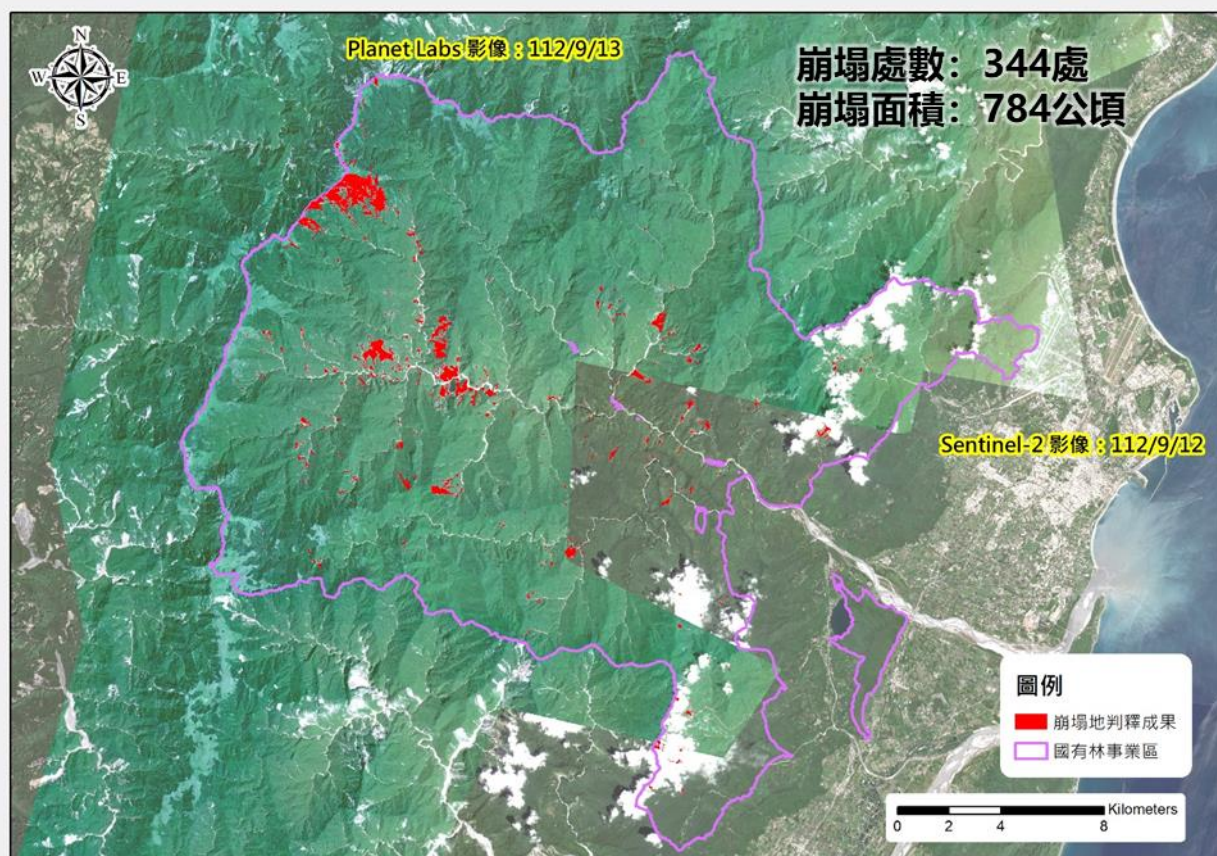 N
W E
S
Planet Labs 影像：112/9/13
崩塌處數：344處
崩塌面積：784公頃
Sentinel-2 影像：112/9/12
圖例
崩塌地判釋成果
國有林事業區
Kilometers
0 2 4 8